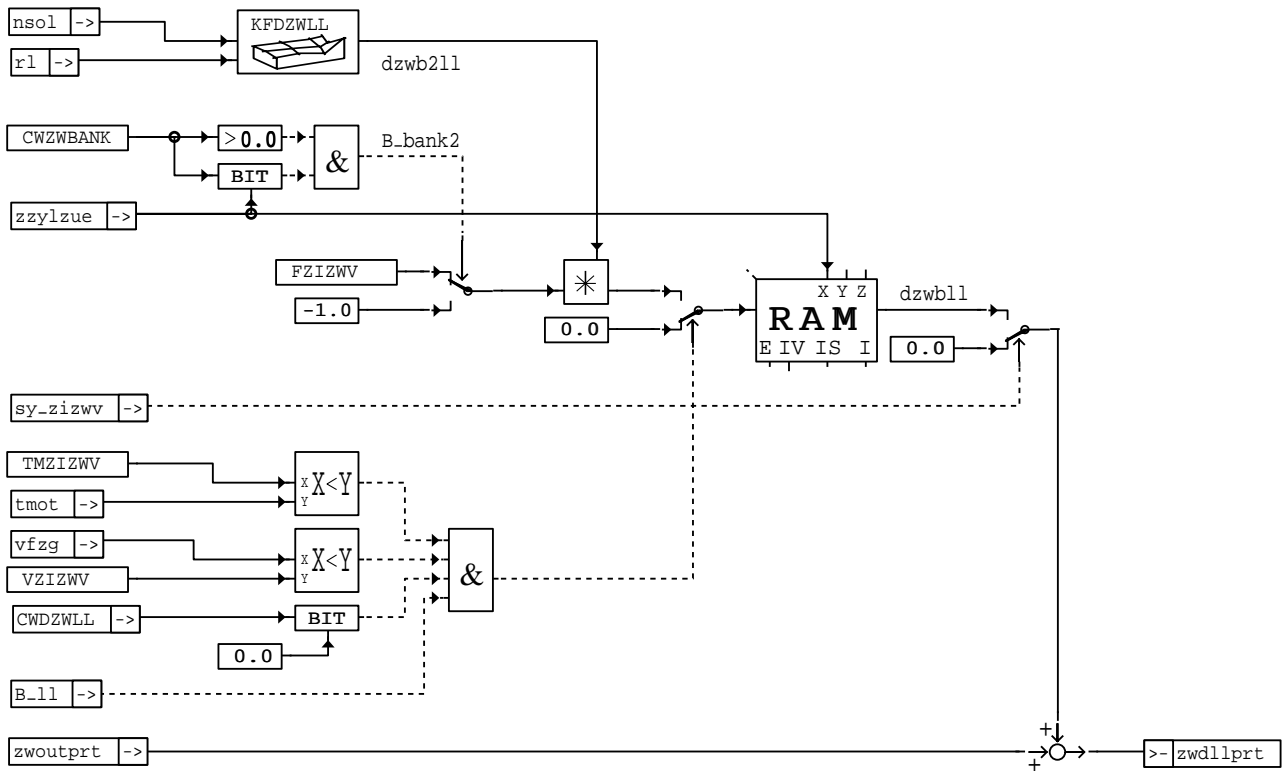 nsol ->
KFDZWLL
rl ->
dzwb2ll
CWZWBANK
>0.0
B_bank2
&
BIT
zzylzue ->
FZIZWV
-1.0
*
0.0
X Y Z
RAM
E IV IS I
dzwbll
0.0
sy_zizwv ->
TMZIZWV
X X<Y
Y
tmot ->
vfzg ->
X X<Y
Y
VZIZWV
&
CWDZWLL ->
BIT
0.0
B_ll ->
zwoutprt ->
+
+
>- zwdllprt